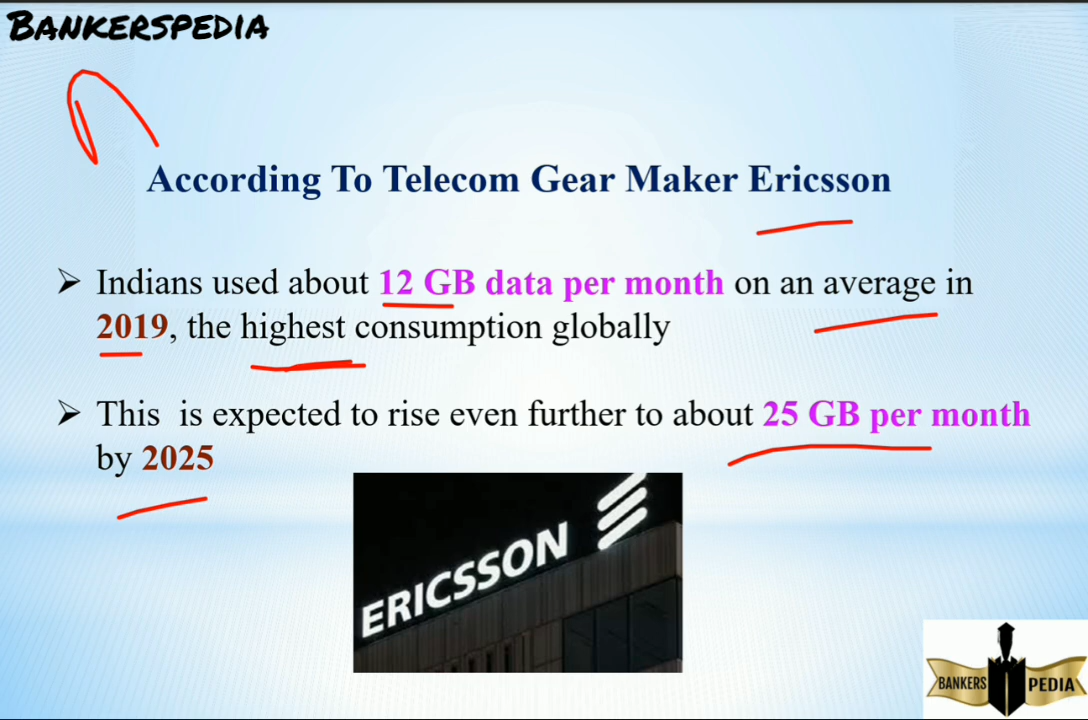 BANKERSPEDIA
According To Telecom Gear Maker Ericsson
➢ Indians used about 12 GB data per month on an average in
2019, the highest consumption globally
➢ This is expected to rise even further to about 25 GB per month
by 2025
ERICSSON
BANKERS PEDIA